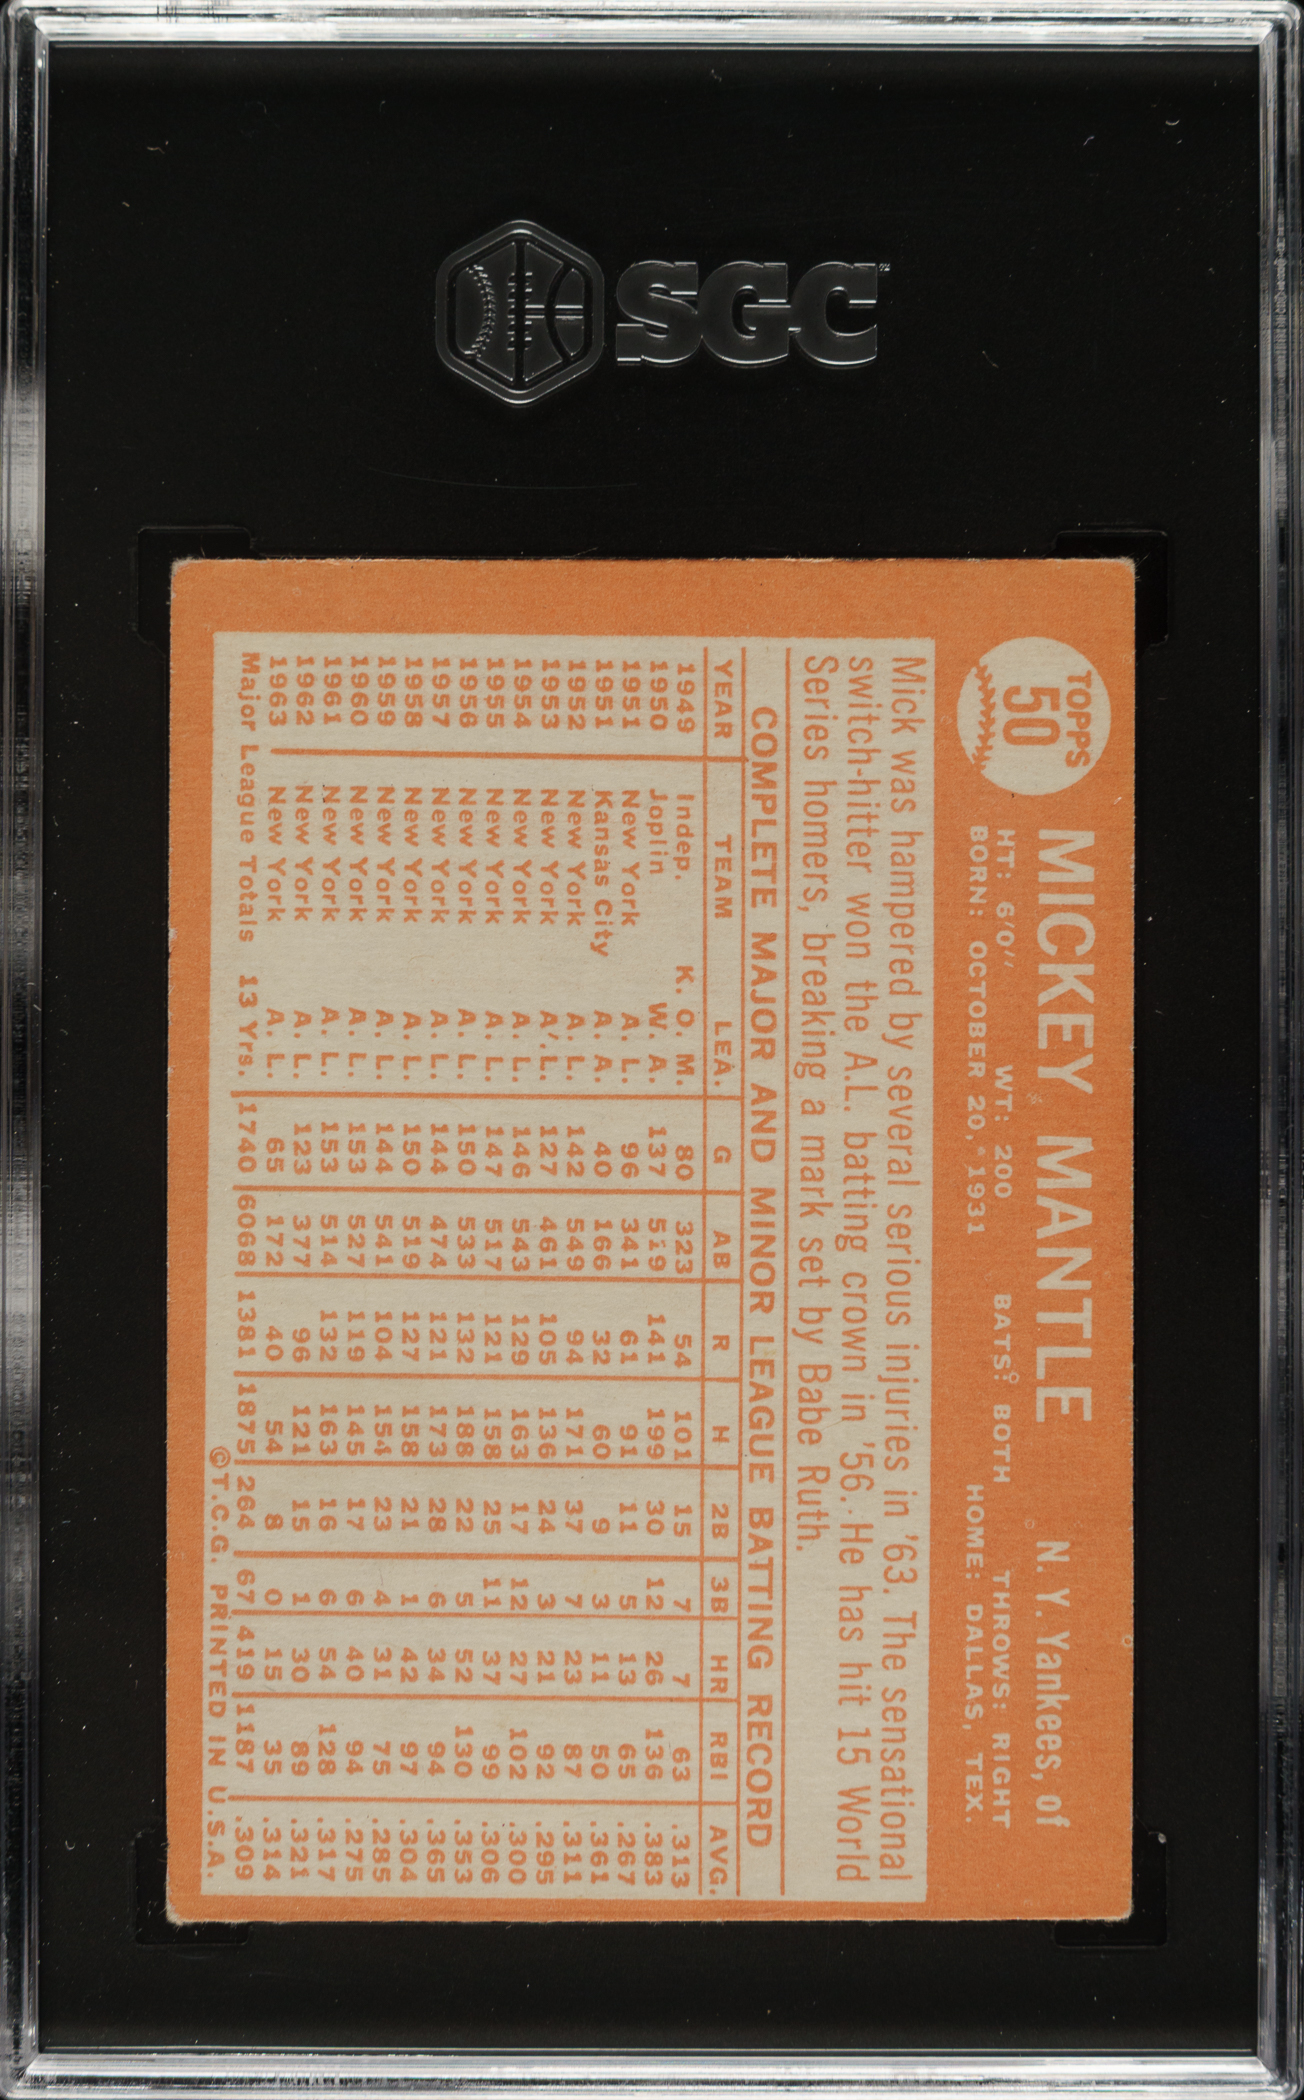 SGC
TOPPS
50
MICKEY MANTLE N. Y. Yankees, of
HT: 6'0" WT: 200 BATS: BOTH THROWS: RIGHT
BORN: OCTOBER 20, 1931 HOME: DALLAS, TEX.
Mick was hampered by several serious injuries in '63. The sensational
switch-hitter won the A.L. batting crown in '56. He has hit 15 World
Series homers, breaking a mark set by Babe Ruth.
COMPLETE MAJOR AND MINOR LEAGUE BATTING RECORD
YEAR TEAM LEA. G AB R H 2B 3B HR RBI AVG.
1949 Indep. K. O. M. 80 323 54 101 15 7 7 63 .313
1950 Joplin W. A. 137 519 141 199 30 12 26 136 .383
1951 New York A. L. 96 341 61 91 11 5 13 65 .267
1951 Kansas City A. A. 40 166 32 60 9 3 11 50 .361
1952 New York A. L. 142 549 94 171 37 7 23 87 .311
1953 New York A. L. 127 461 105 136 24 3 21 92 .295
1954 New York A. L. 146 543 129 163 17 12 27 102 .300
1955 New York A. L. 147 517 121 158 25 11 37 99 .306
1956 New York A. L. 150 533 132 188 22 5 52 130 .353
1957 New York A. L. 144 474 121 173 28 6 34 94 .365
1958 New York A. L. 150 519 127 158 21 1 42 97 .304
1959 New York A. L. 144 541 104 154 23 4 31 75 .285
1960 New York A. L. 153 527 119 145 17 6 40 94 .275
1961 New York A. L. 153 514 132 163 16 6 54 128 .317
1962 New York A. L. 123 377 96 121 15 1 30 89 .321
1963 New York A. L. 65 172 40 54 8 0 15 35 .314
Major League Totals 13 Yrs. 1740 6068 1381 1875 264 67 419 1187 .309
©T.C.G. PRINTED IN U.S.A.